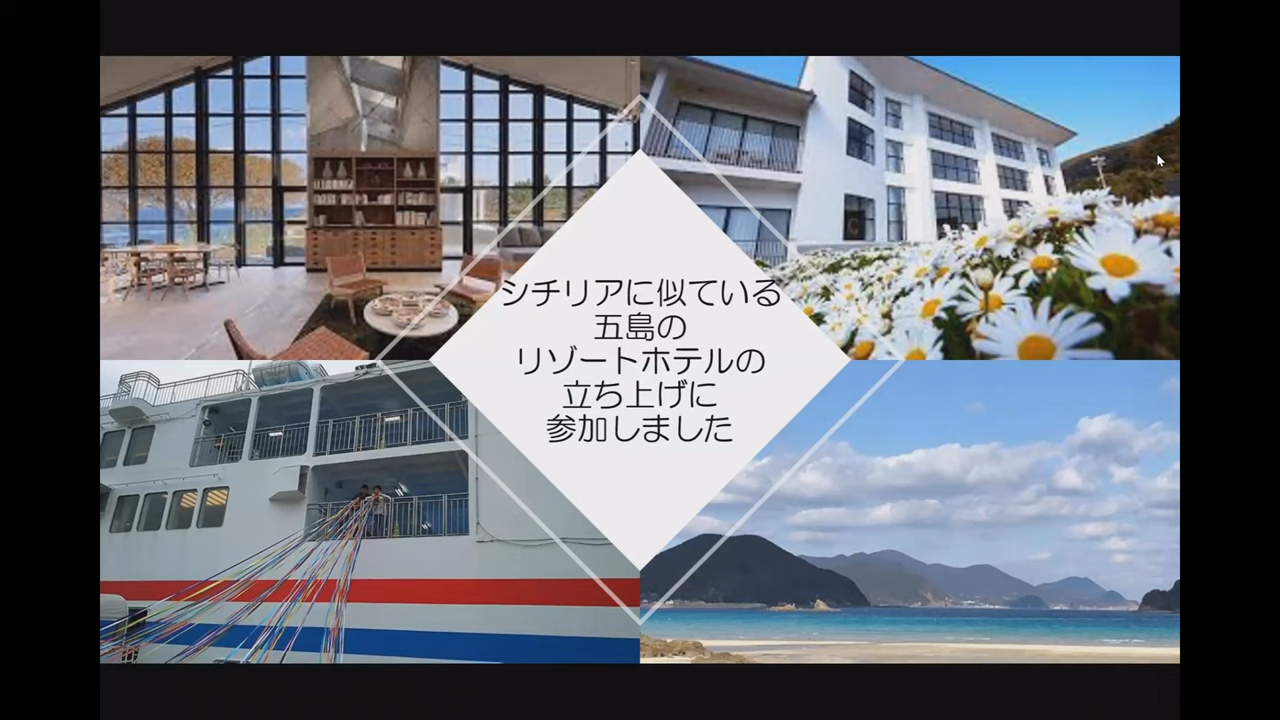 シチリアに似ている
五島の
リゾートホテルの
立ち上げに
参加しました